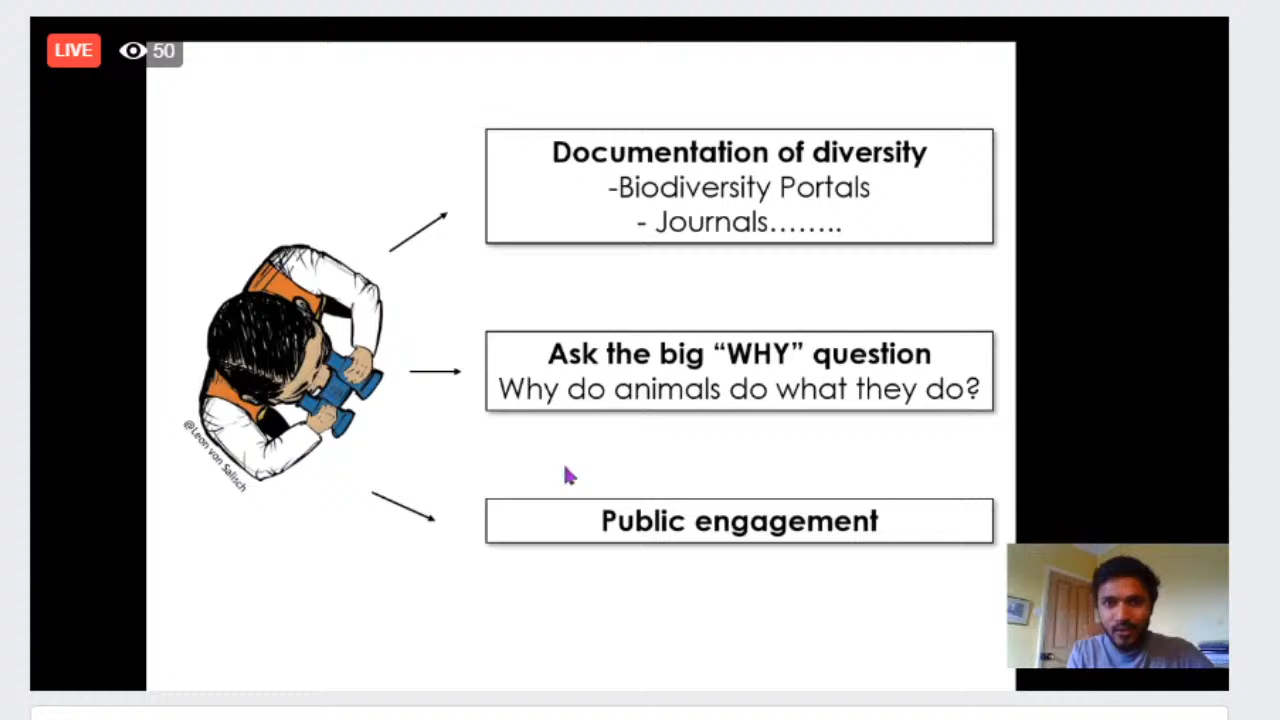 LIVE
50
Documentation of diversity
-Biodiversity Portals
- Journals........
Ask the big “WHY” question
Why do animals do what they do?
@Leon von Salisch
Public engagement